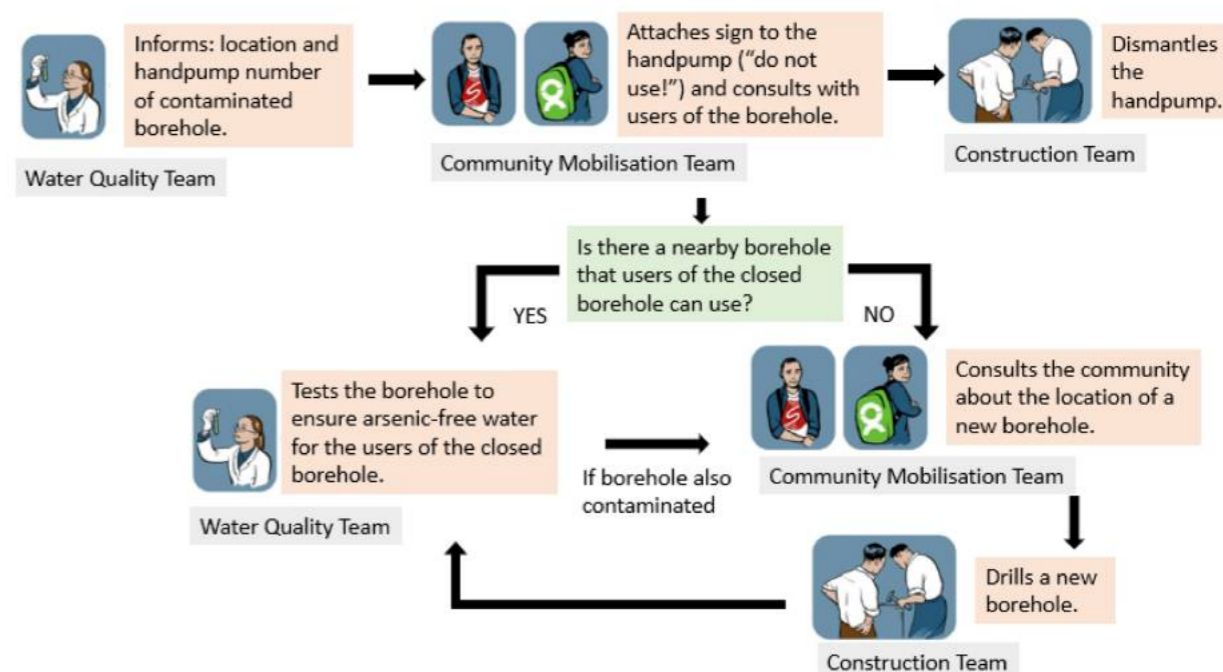 Informs: location and
handpump number
of contaminated
borehole.
Water Quality Team
Attaches sign to the
handpump (“do not
use!”) and consults with
users of the borehole.
Community Mobilisation Team
Dismantles
the
handpump.
Construction Team
Is there a nearby borehole
that users of the closed
borehole can use?
YES
NO
Tests the borehole to
ensure arsenic-free water
for the users of the closed
borehole.
Water Quality Team
If borehole also
contaminated
Consults the community
about the location of a
new borehole.
Community Mobilisation Team
Drills a new
borehole.
Construction Team